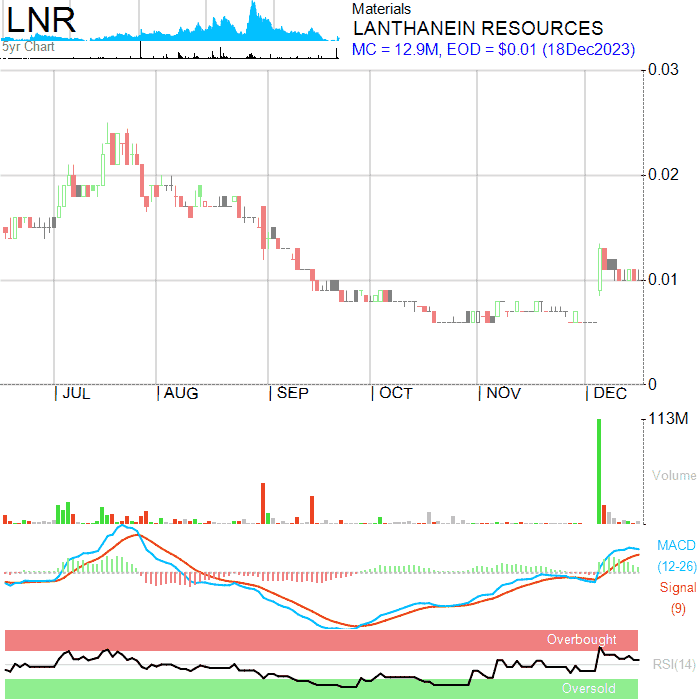 LNR
5yr Chart
Materials
LANTHANEIN RESOURCES
MC = 12.9M, EOD = $0.01 (18Dec2023)
0.03
0.02
0.01
0
JUL AUG SEP OCT NOV DEC
113M
Volume
MACD
(12-26)
Signal
(9)
Overbought
RSI(14)
Oversold